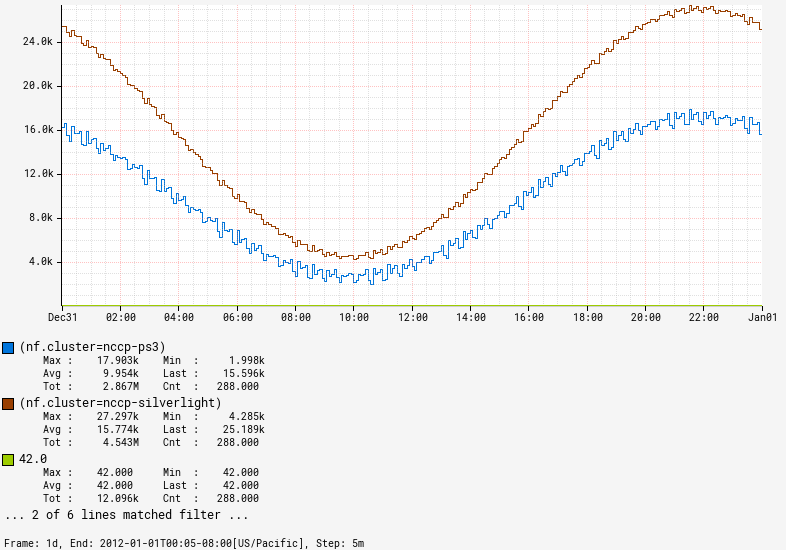 24.0k
20.0k
16.0k
12.0k
8.0k
4.0k
Dec31 02:00 04:00 06:00 08:00 10:00 12:00 14:00 16:00 18:00 20:00 22:00 Jan01
(nf.cluster=nccp-ps3)
Max : 17.903k Min : 1.998k
Avg : 9.954k Last : 15.596k
Tot : 2.867M Cnt : 288.000
(nf.cluster=nccp-silverlight)
Max : 27.297k Min : 4.285k
Avg : 15.774k Last : 25.189k
Tot : 4.543M Cnt : 288.000
42.0
Max : 42.000 Min : 42.000
Avg : 42.000 Last : 42.000
Tot : 12.096k Cnt : 288.000
... 2 of 6 lines matched filter ...
Frame: 1d, End: 2012-01-01T00:05-08:00[US/Pacific], Step: 5m